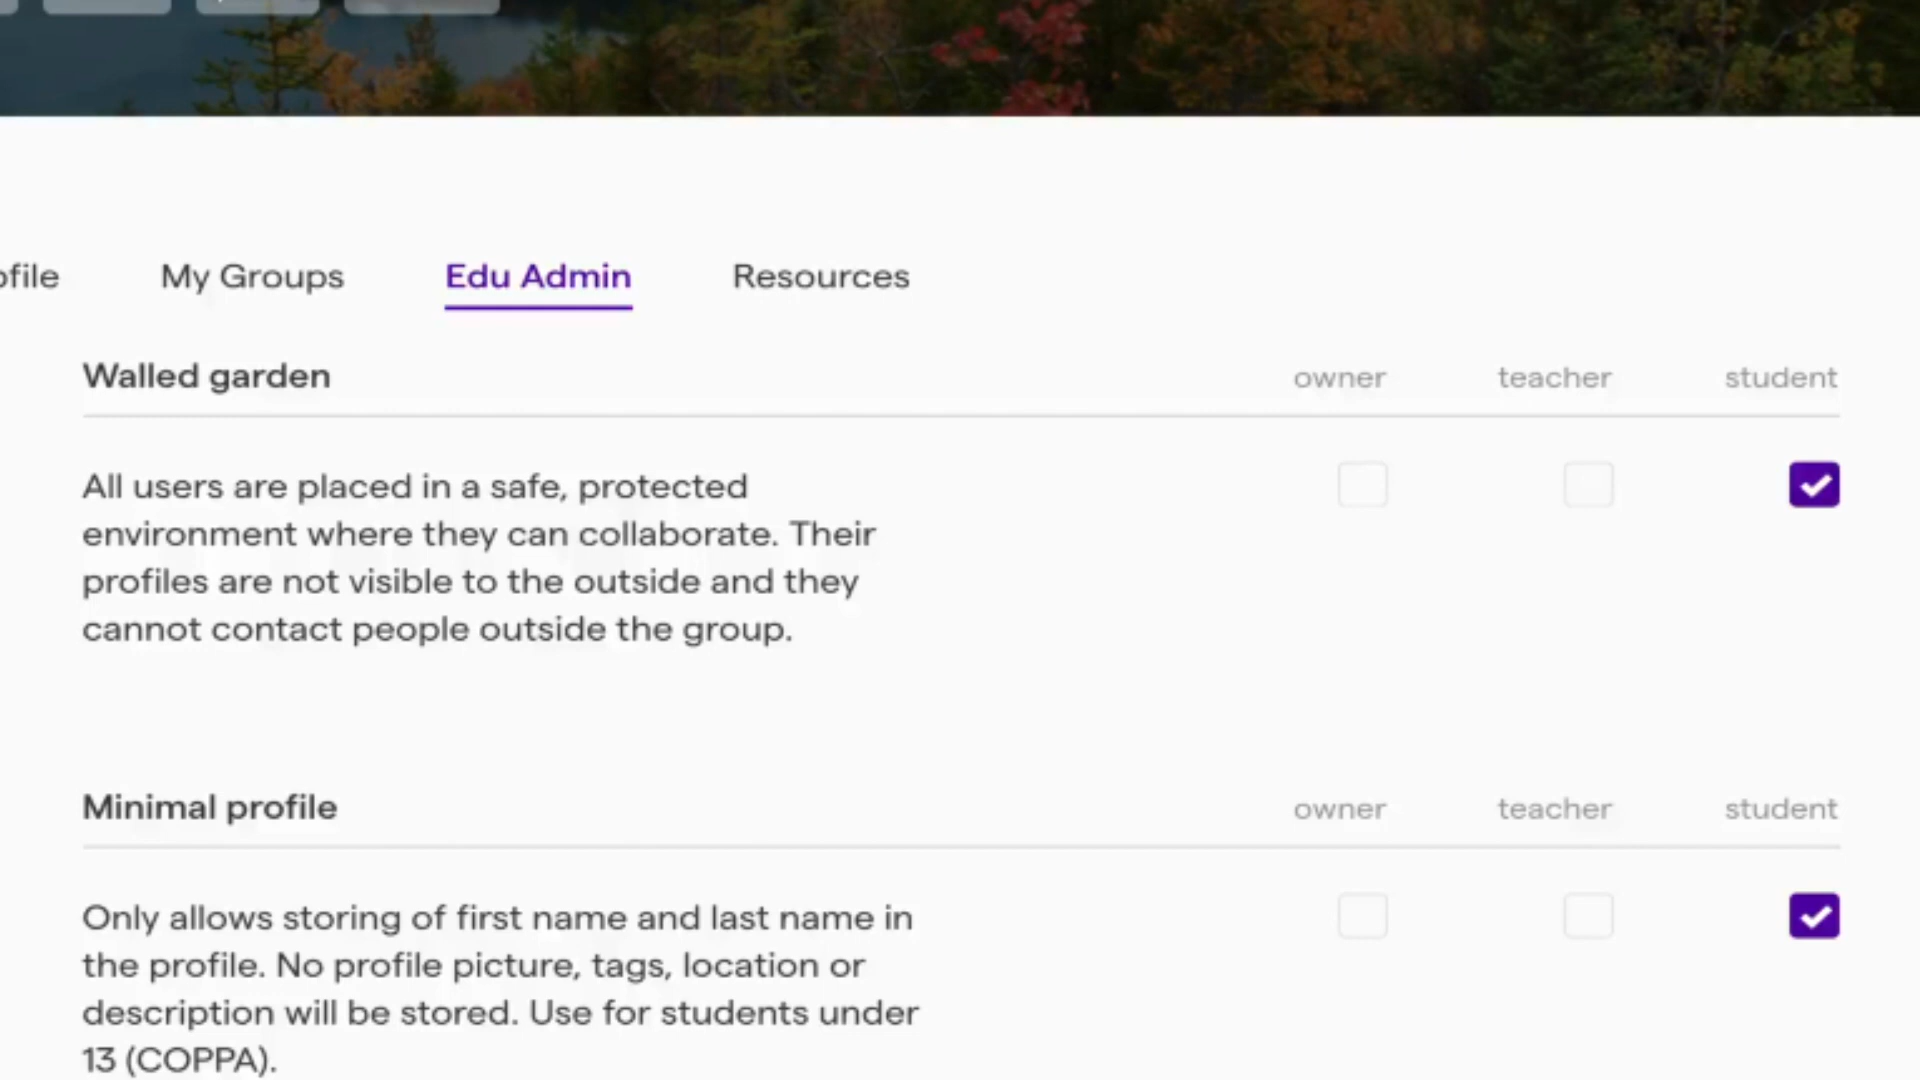 ofile My Groups Edu Admin Resources
Walled garden owner teacher student
All users are placed in a safe, protected
environment where they can collaborate. Their
profiles are not visible to the outside and they
cannot contact people outside the group.
Minimal profile owner teacher student
Only allows storing of first name and last name in
the profile. No profile picture, tags, location or
description will be stored. Use for students under
13 (COPPA).